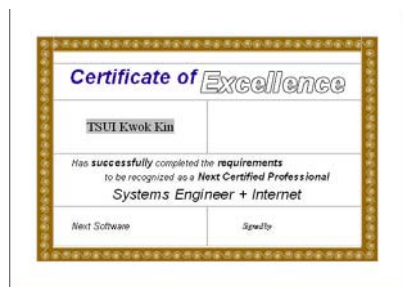 Certificate of Excellence
TSUI Kwok Kin
Has successfully completed the requirements
to be recognized as a Next Certified Professional
Systems Engineer + Internet
Next Software
Signed by